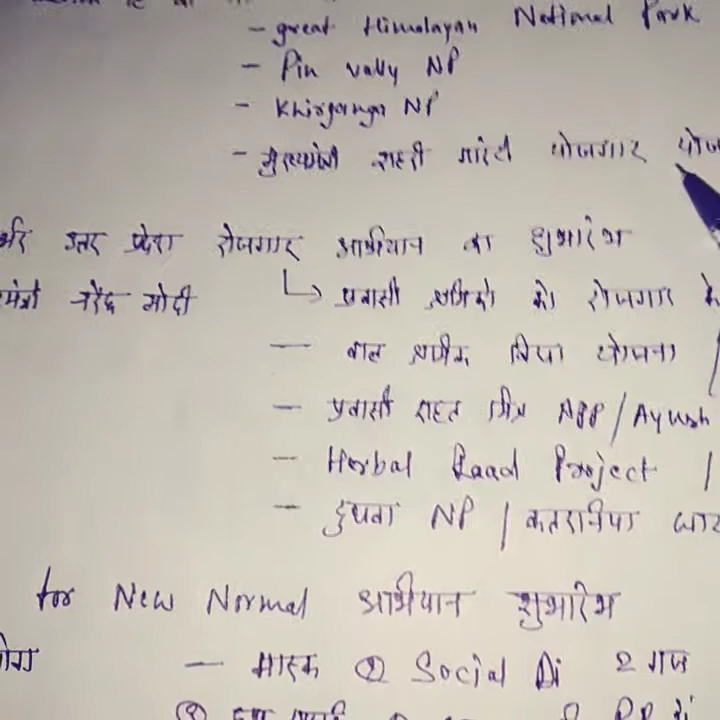 - great Himalayan National Park
- Pin vally NP
- Khirganga NP
- मुख्यमंत्री शहरी गारंटी रोजगार
उत्तर प्रदेश रोजगार अभियान का शुभारंभ
नरेंद्र मोदी ↳ प्रवासी श्रमिको को रोजगार के
- बाल श्रमिक विद्या योजना /
- प्रवासी राहत मित्र App / Ayush
- Herbal Road Project /
- दुधवा NP / कतरनिया घाट
for New Normal अभियान शुभारंभ
- मास्क ② Social Di 2 गज